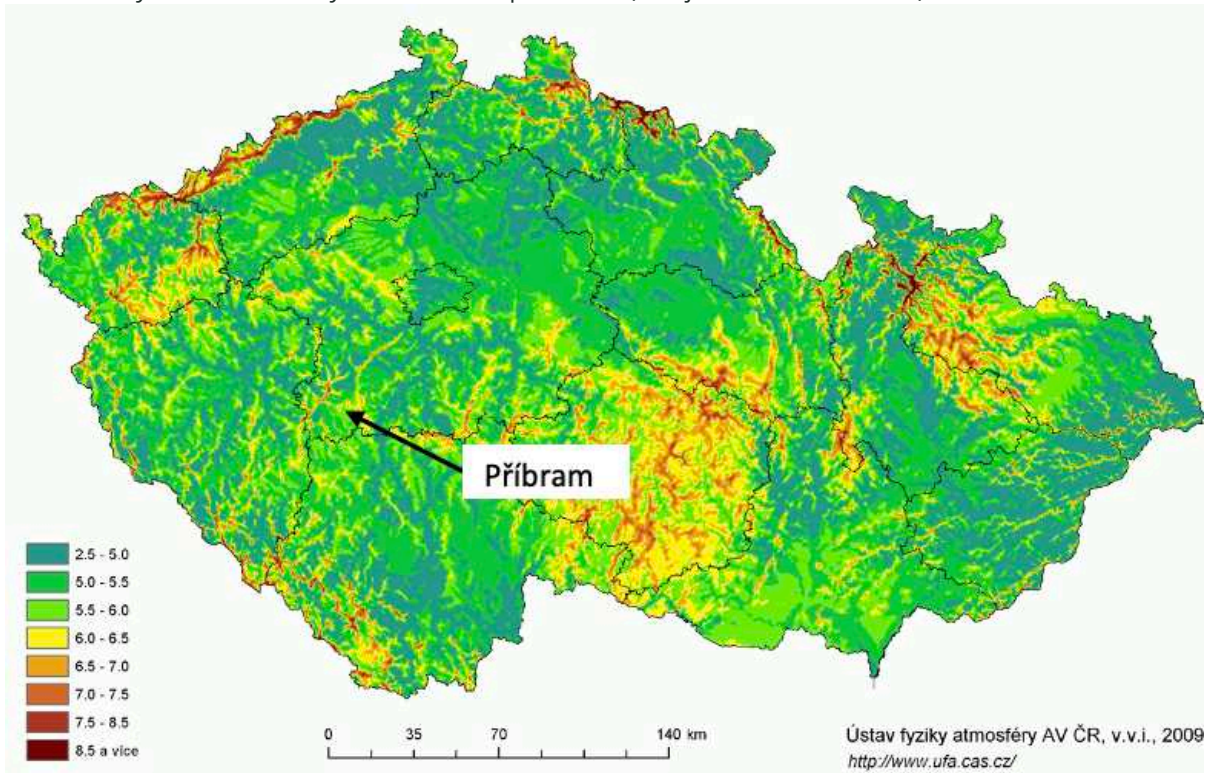 Příbram
2.5 - 5.0
5.0 - 5.5
5.5 - 6.0
6.0 - 6.5
6.5 - 7.0
7.0 - 7.5
7.5 - 8.5
8.5 a více
0 35 70 140 km
Ústav fyziky atmosféry AV ČR, v.v.i., 2009
http://www.ufa.cas.cz/